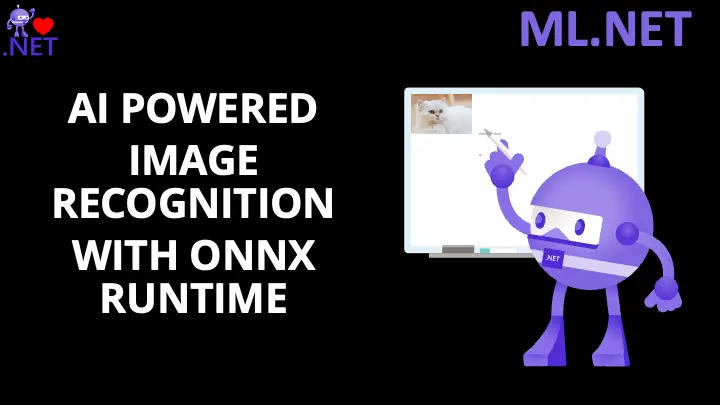 .NET
ML.NET
AI POWERED
IMAGE
RECOGNITION
WITH ONNX
RUNTIME
.NET